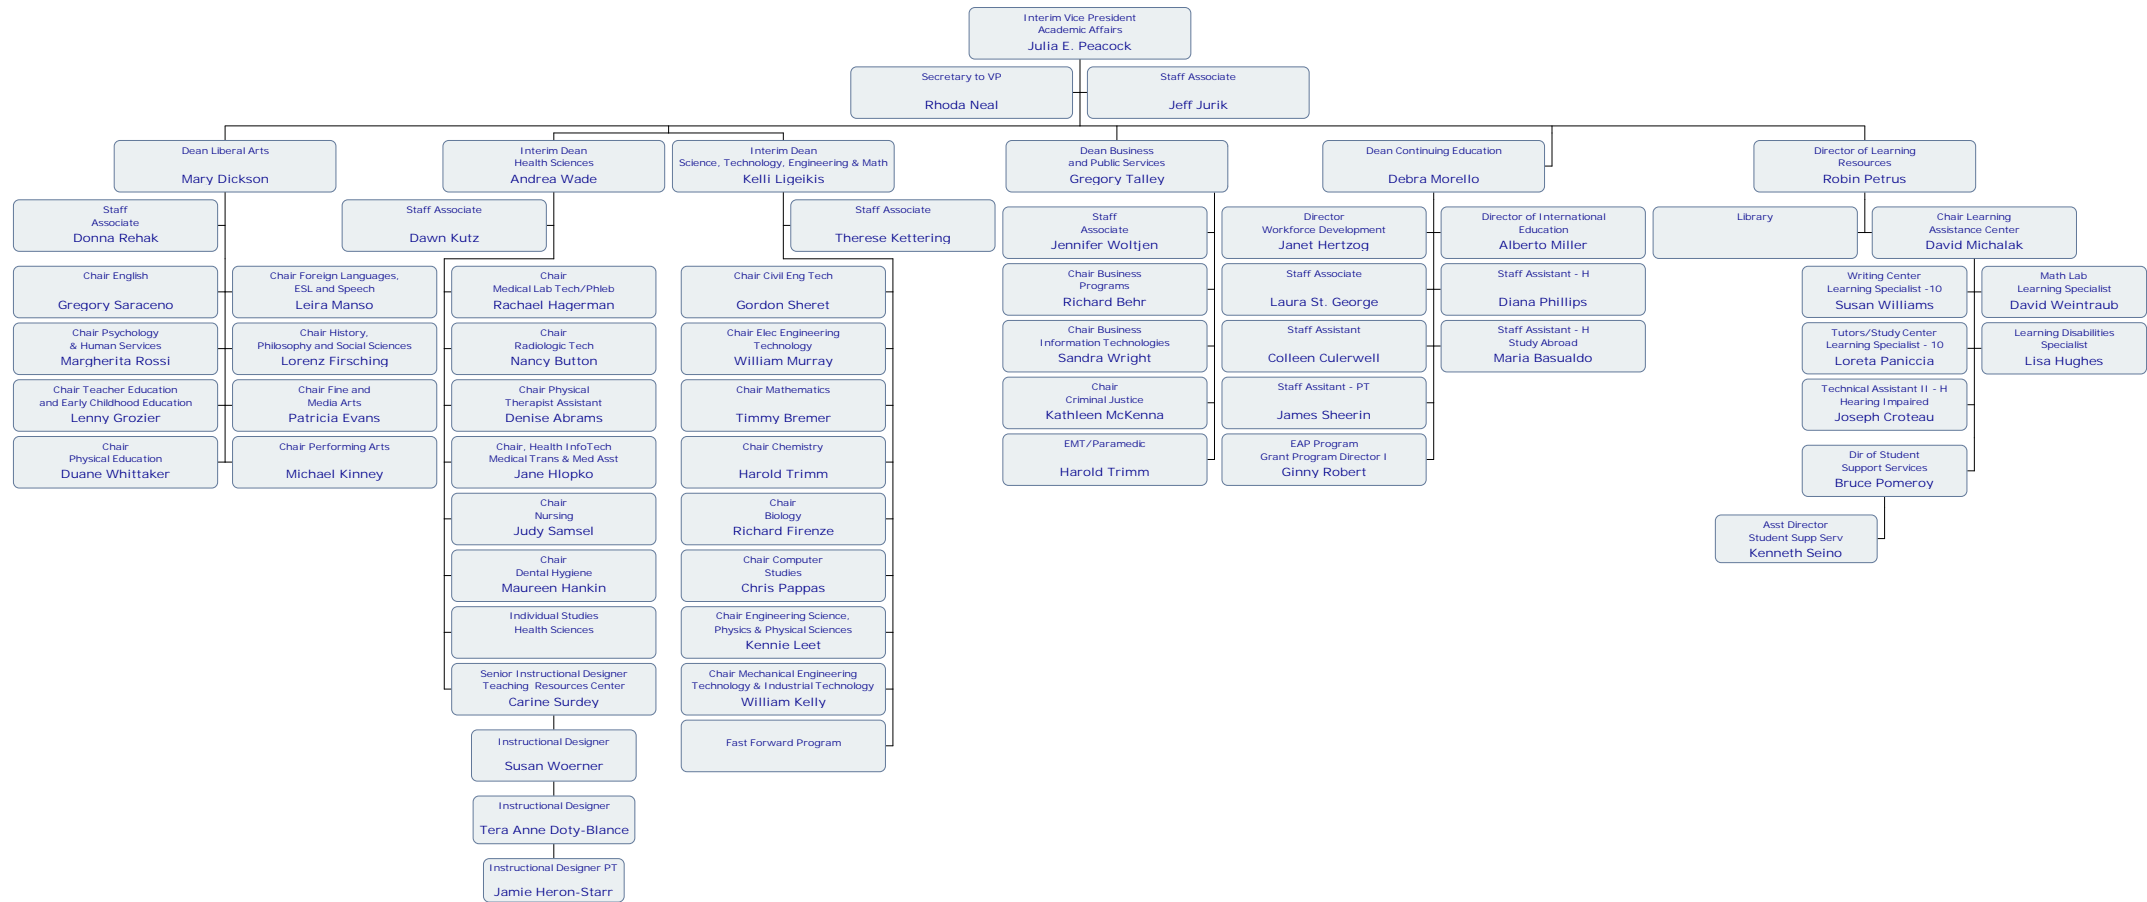 Interim Vice President
Academic Affairs
Julia E. Peacock
Secretary to VP
Rhoda Neal
Staff Associate
Jeff Jurik
Dean Liberal Arts
Mary Dickson
Interim Dean
Health Sciences
Andrea Wade
Interim Dean
Science, Technology, Engineering & Math
Kelli Ligeikis
Dean Business
and Public Services
Gregory Talley
Dean Continuing Education
Debra Morello
Director of Learning
Resources
Robin Petrus
Staff
Associate
Donna Rehak
Chair English
Gregory Saraceno
Chair Foreign Languages,
ESL and Speech
Leira Manso
Chair Psychology
& Human Services
Margherita Rossi
Chair History,
Philosophy and Social Sciences
Lorenz Firsching
Chair Teacher Education
and Early Childhood Education
Lenny Grozier
Chair Fine and
Media Arts
Patricia Evans
Chair
Physical Education
Duane Whittaker
Chair Performing Arts
Michael Kinney
Staff Associate
Dawn Kutz
Chair
Medical Lab Tech/Phleb
Rachael Hagerman
Chair
Radiologic Tech
Nancy Button
Chair Physical
Therapist Assistant
Denise Abrams
Chair, Health InfoTech
Medical Trans & Med Asst
Jane Hlopko
Chair
Nursing
Judy Samsel
Chair
Dental Hygiene
Maureen Hankin
Individual Studies
Health Sciences
Senior Instructional Designer
Teaching Resources Center
Carine Surdey
Instructional Designer
Susan Woerner
Instructional Designer
Tera Anne Doty-Blance
Instructional Designer PT
Jamie Heron-Starr
Staff Associate
Therese Kettering
Chair Civil Eng Tech
Gordon Sheret
Chair Elec Engineering
Technology
William Murray
Chair Mathematics
Timmy Bremer
Chair Chemistry
Harold Trimm
Chair
Biology
Richard Firenze
Chair Computer
Studies
Chris Pappas
Chair Engineering Science,
Physics & Physical Sciences
Kennie Leet
Chair Mechanical Engineering
Technology & Industrial Technology
William Kelly
Fast Forward Program
Staff
Associate
Jennifer Woltjen
Chair Business
Programs
Richard Behr
Chair Business
Information Technologies
Sandra Wright
Chair
Criminal Justice
Kathleen McKenna
EMT/Paramedic
Harold Trimm
Director
Workforce Development
Janet Hertzog
Director of International
Education
Alberto Miller
Staff Associate
Laura St. George
Staff Assistant - H
Diana Phillips
Staff Assistant
Colleen Culerwell
Staff Assistant - H
Study Abroad
Maria Basualdo
Staff Assitant - PT
James Sheerin
EAP Program
Grant Program Director I
Ginny Robert
Library
Chair Learning
Assistance Center
David Michalak
Writing Center
Learning Specialist -10
Susan Williams
Math Lab
Learning Specialist
David Weintraub
Tutors/Study Center
Learning Specialist - 10
Loreta Paniccia
Learning Disabilities
Specialist
Lisa Hughes
Technical Assistant II - H
Hearing Impaired
Joseph Croteau
Dir of Student
Support Services
Bruce Pomeroy
Asst Director
Student Supp Serv
Kenneth Seino